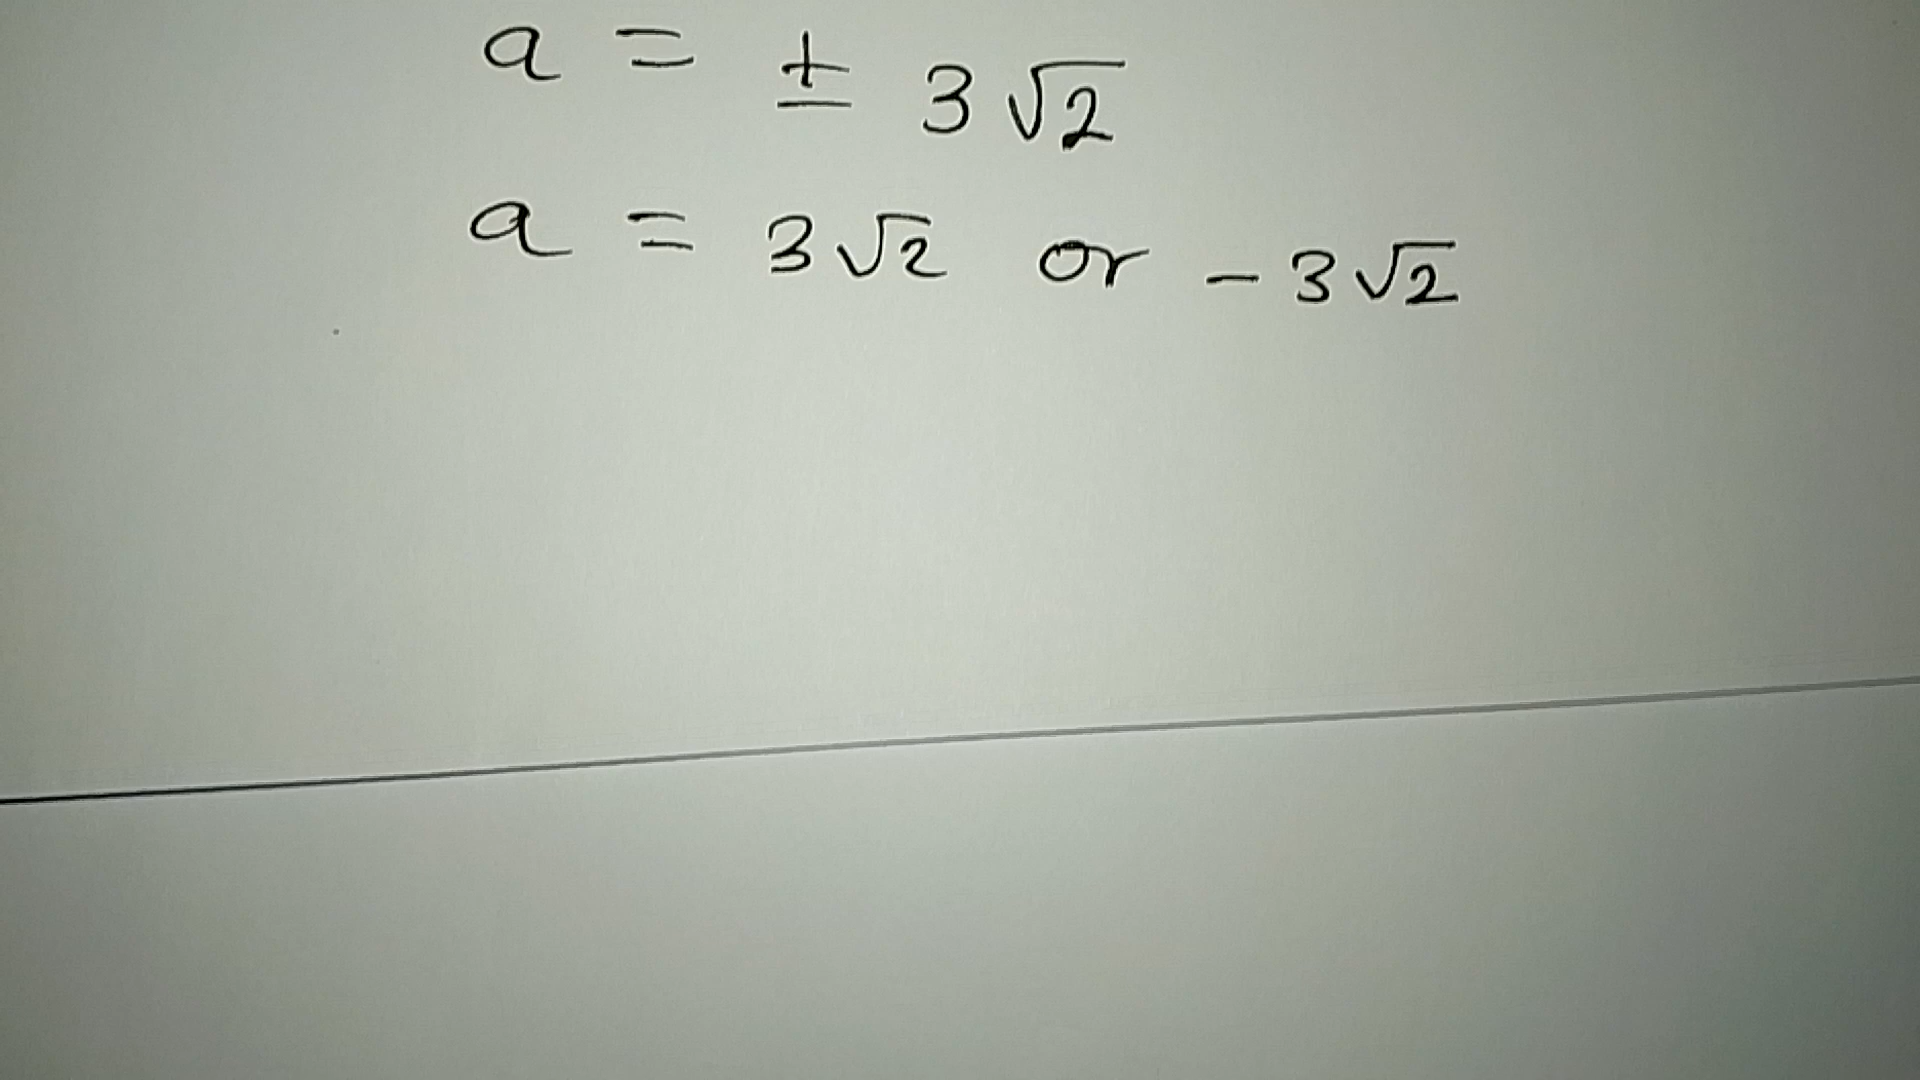 a = ± 3√2
a = 3√2 or - 3√2